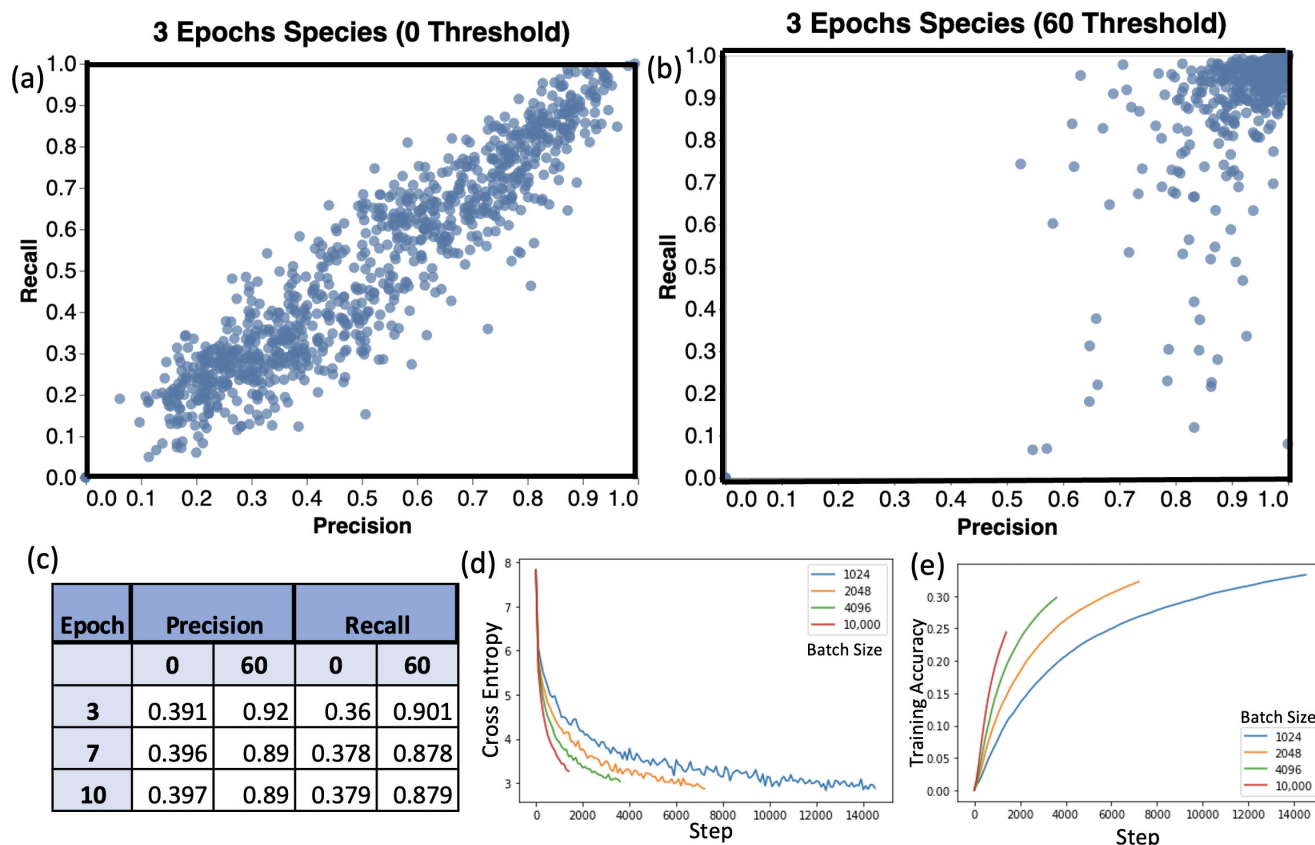 3 Epochs Species (0 Threshold)
(a)
1.0
0.9
0.8
0.7
0.6
0.5
0.4
0.3
0.2
0.1
0.0
Recall
0.0 0.1 0.2 0.3 0.4 0.5 0.6 0.7 0.8 0.9 1.0
Precision
3 Epochs Species (60 Threshold)
(b)
1.0
0.9
0.8
0.7
0.6
0.5
0.4
0.3
0.2
0.1
0.0
Recall
0.0 0.1 0.2 0.3 0.4 0.5 0.6 0.7 0.8 0.9 1.0
Precision
(c)
Epoch Precision Recall
0 60 0 60
3 0.391 0.92 0.36 0.901
7 0.396 0.89 0.378 0.878
10 0.397 0.89 0.379 0.879
(d)
8
7
6
5
4
3
Cross Entropy
1024
2048
4096
10,000
Batch Size
0 2000 4000 6000 8000 10000 12000 14000
Step
(e)
0.30
0.25
0.20
0.15
0.10
0.05
0.00
Training Accuracy
Batch Size
1024
2048
4096
10,000
0 2000 4000 6000 8000 10000 12000 14000
Step